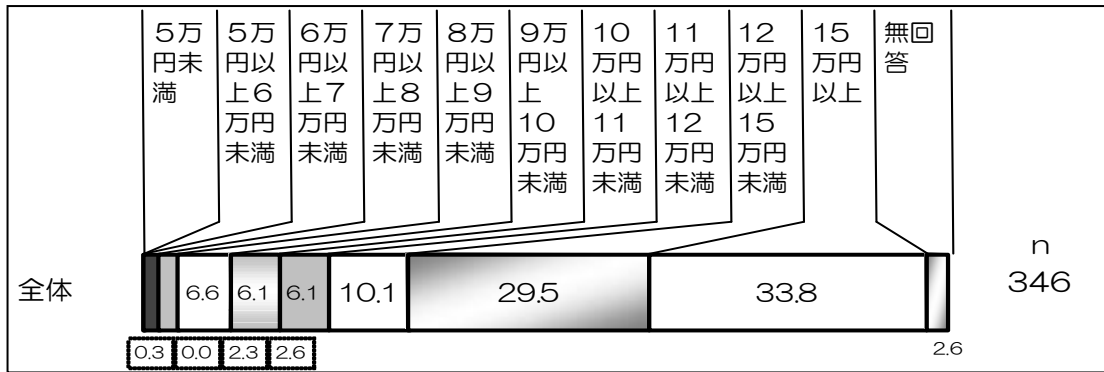 5万
円未
満
5万
円以
上6
万円
未満
6万
円以
上7
万円
未満
7万
円以
上8
万円
未満
8万
円以
上9
万円
未満
9万
円以
上
10
万円
未満
10
万円
以上
11
万円
未満
11
万円
以上
12
万円
未満
12
万円
以上
15
万円
未満
15
万円
以上
無回
答
全体
6.6
6.1
6.1
10.1
29.5
33.8
n
346
0.3
0.0
2.3
2.6
2.6